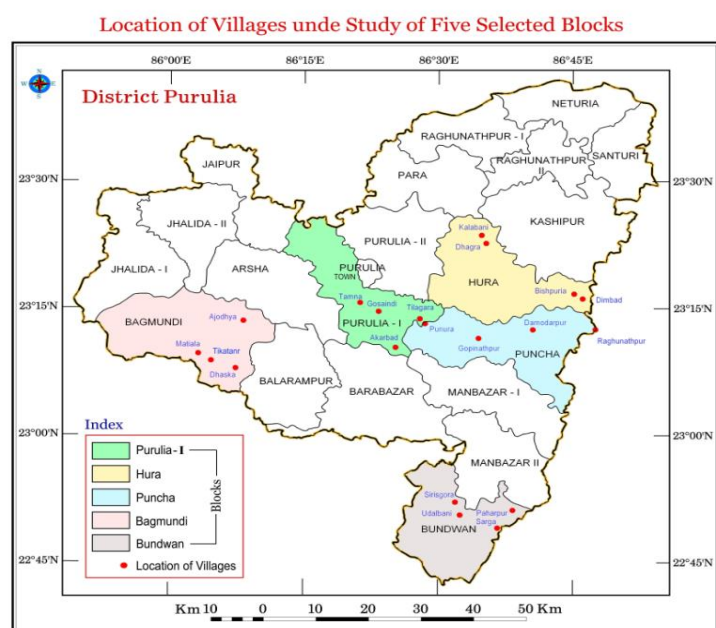 Location of Villages unde Study of Five Selected Blocks
86°00'E 86°15'E 86°30'E 86°45'E
N
W E
S
District Purulia
NETURIA
RAGHUNATHPUR - I
RAGHUNATHPUR II
SANTURI
JAIPUR
PARA
23°30'N 23°30'N
KASHIPUR
JHALIDA - II
Kalabani
PURULIA - II
Dhagra
JHALIDA - I
ARSHA
PURULIA TOWN
HURA
Bishpuria
Dimbad
23°15'N 23°15'N
Tamna
Gosandi
Tilagara
Ajodhya
BAGMUNDI
PURULIA - I
Punura
Damodarpur
Raghunathpur
Akarbad
Gopinathpur
Matiala
Tikatanr
PUNCHA
Dhaska
BALARAMPUR
BARABAZAR
MANBAZAR - I
Index
23°00'N 23°00'N
Purulia-I
Hura
Puncha
Bagmundi
Bundwan
Blocks
Location of Villages
MANBAZAR II
Sirisgora
Udalbani
Paharpur
Sarga
BUNDWAN
22°45'N 22°45'N
Km 10 0 10 20 30 40 50 Km